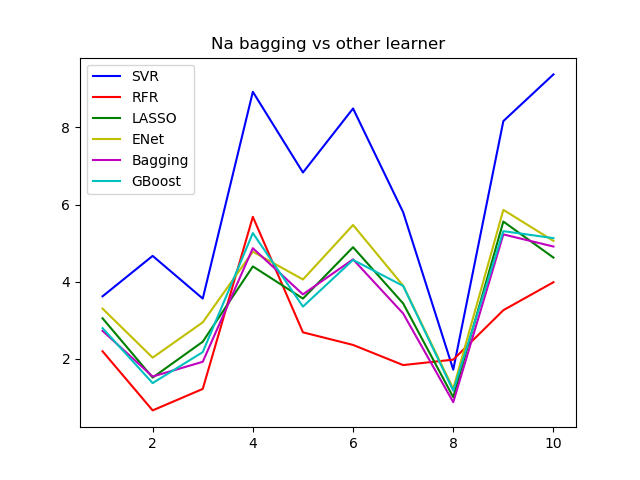 Na bagging vs other learner
SVR
RFR
LASSO
ENet
Bagging
GBoost
8
6
4
2
2 4 6 8 10